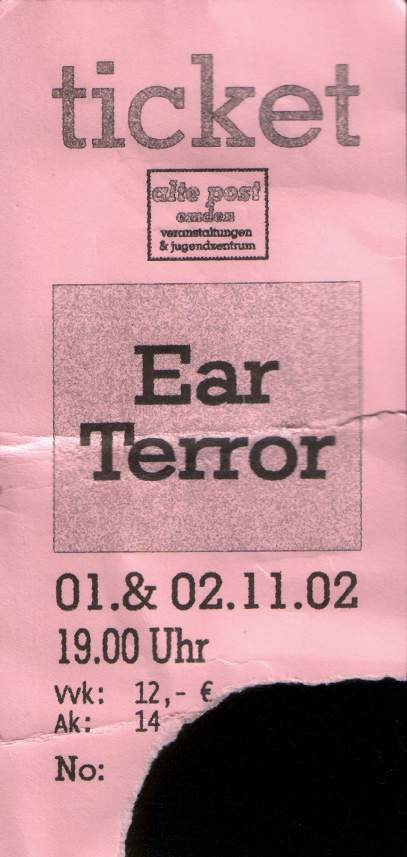 ticket
alte post
emden
veranstaltungen
& jugendzentrum
Ear
Terror
01.& 02.11.02
19.00 Uhr
VVk: 12,- €
Ak: 14
No: